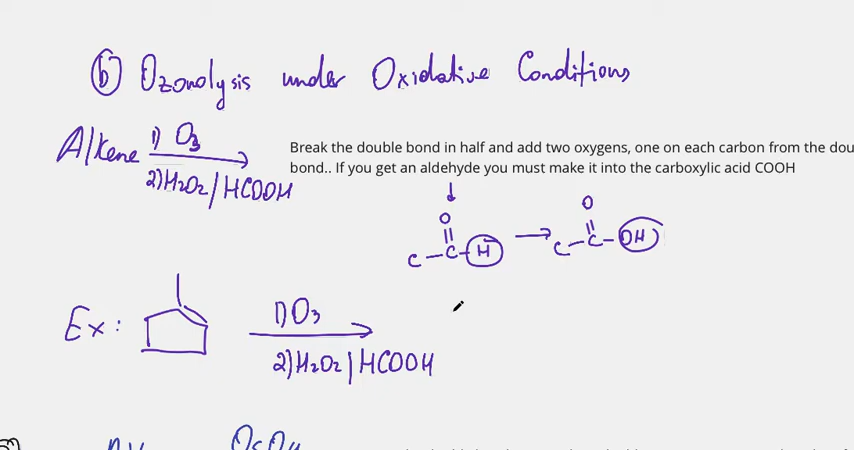 (b) Ozonolysis under Oxidative Conditions
Alkene 1) O3
2) H2O2 / HCOOH
Break the double bond in half and add two oxygens, one on each carbon from the dou
bond.. If you get an aldehyde you must make it into the carboxylic acid COOH
O O
C – C – H → C – C – OH
Ex: 1) O3
2) H2O2 / HCOOH
OsO4